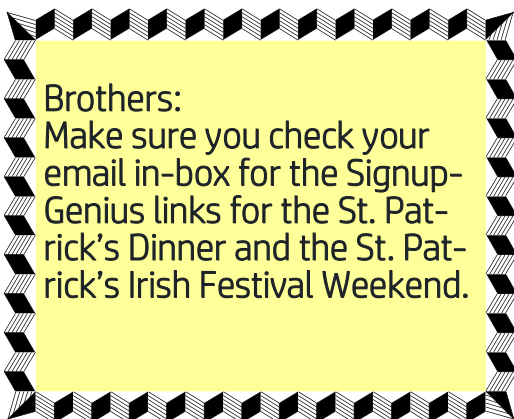 Brothers:
Make sure you check your
email in-box for the Signup-
Genius links for the St. Pat-
rick’s Dinner and the St. Pat-
rick’s Irish Festival Weekend.